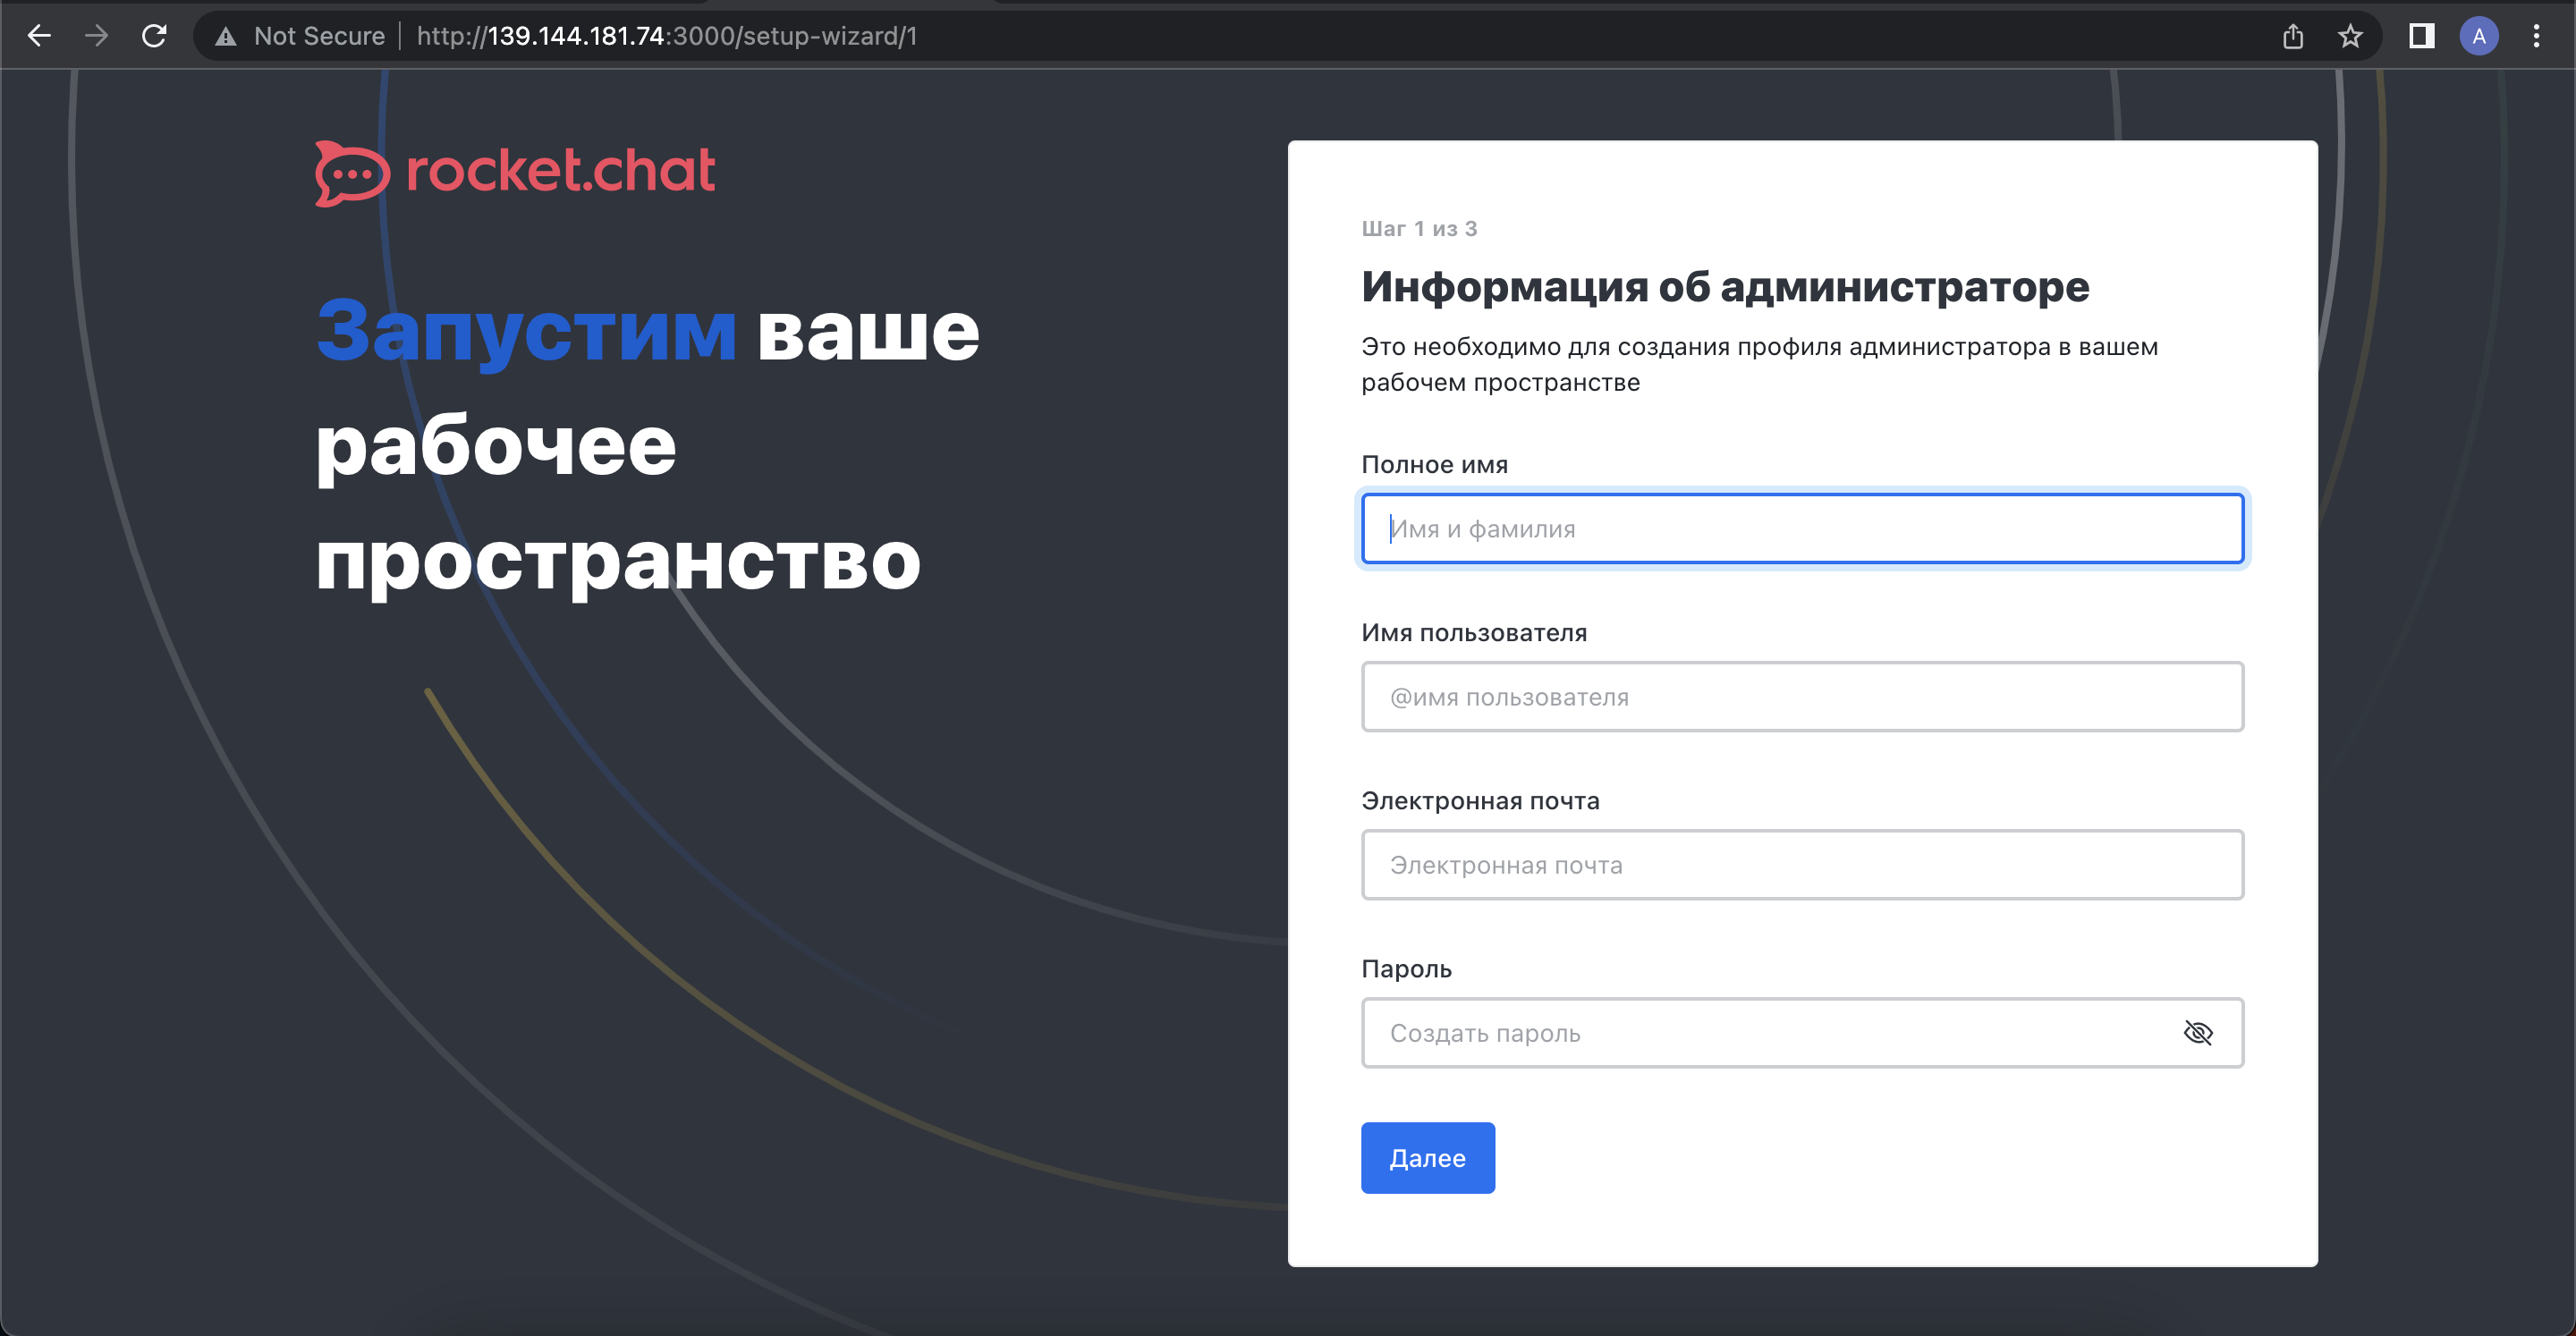 Not Secure
http://139.144.181.74:3000/setup-wizard/1
A
rocket.chat
Запустим ваше
рабочее
пространство
Шаг 1 из 3
Информация об администраторе
Это необходимо для создания профиля администратора в вашем
рабочем пространстве
Полное имя
Имя и фамилия
Имя пользователя
@имя пользователя
Электронная почта
Электронная почта
Пароль
Создать пароль
Далее